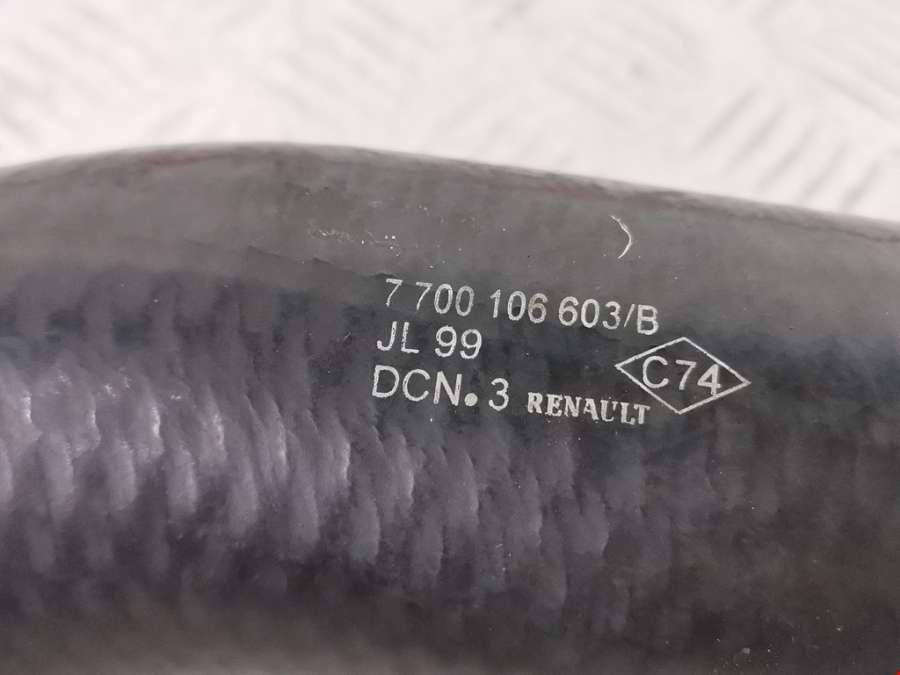 7 700 106 603/B
JL 99
C74
DCN. 3 RENAULT